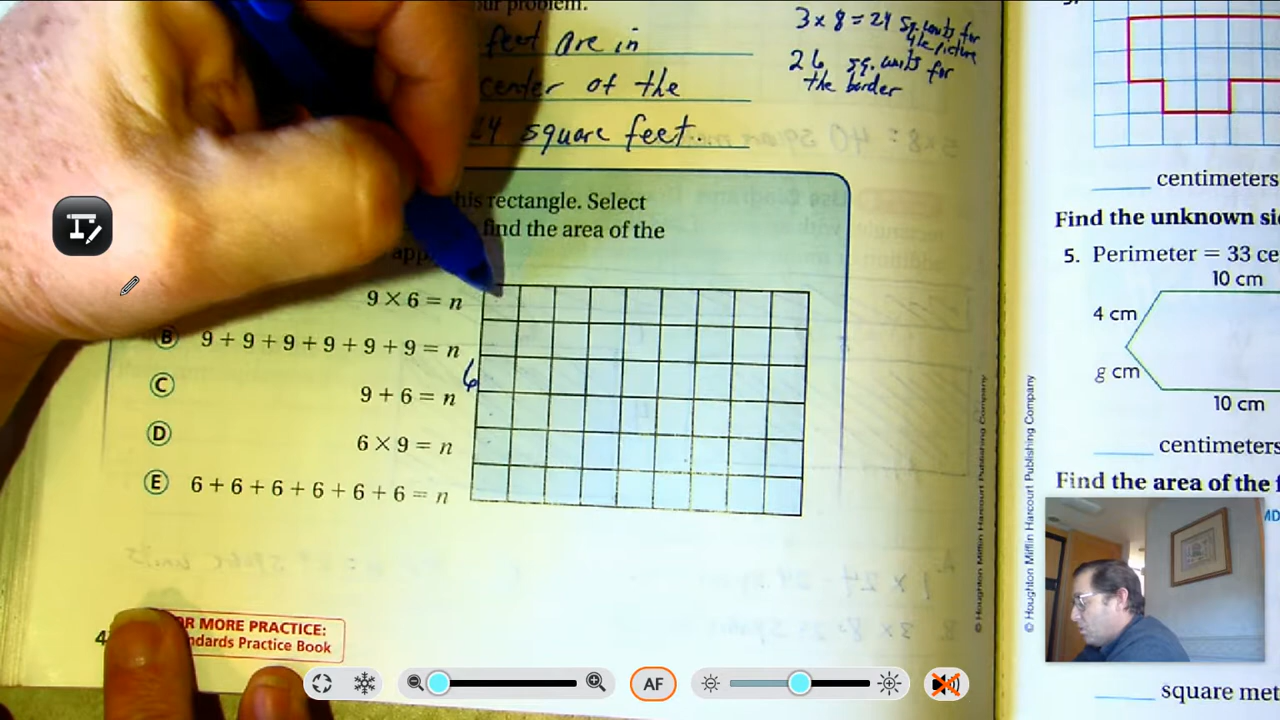 our problem.
feet are in
center of the
24 square feet.
3 x 8 = 24 sq. units for
the picture
26 sq. units for
the border
this rectangle. Select
find the area of the
app
9 × 6 = n
B 9 + 9 + 9 + 9 + 9 + 9 = n
C 9 + 6 = n
D 6 × 9 = n
E 6 + 6 + 6 + 6 + 6 + 6 = n
6
4
OR MORE PRACTICE:
ndards Practice Book
© Houghton Mifflin Harcourt Publishing Company
AF
centimeters
Find the unknown si
5. Perimeter = 33 ce
10 cm
4 cm
g cm
10 cm
centimeters
Find the area of the f
square met
© Houghton Mifflin Harcourt Publishing Company